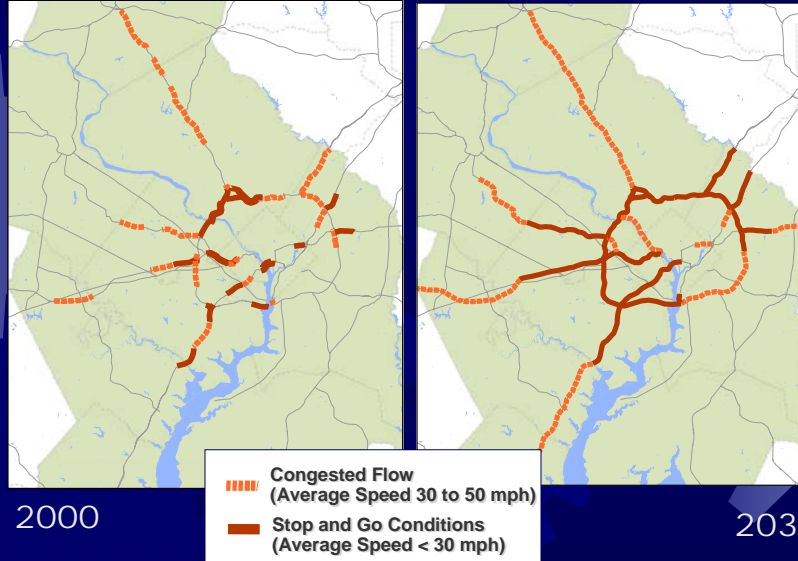 Congested Flow
(Average Speed 30 to 50 mph)
Stop and Go Conditions
(Average Speed < 30 mph)
2000
203